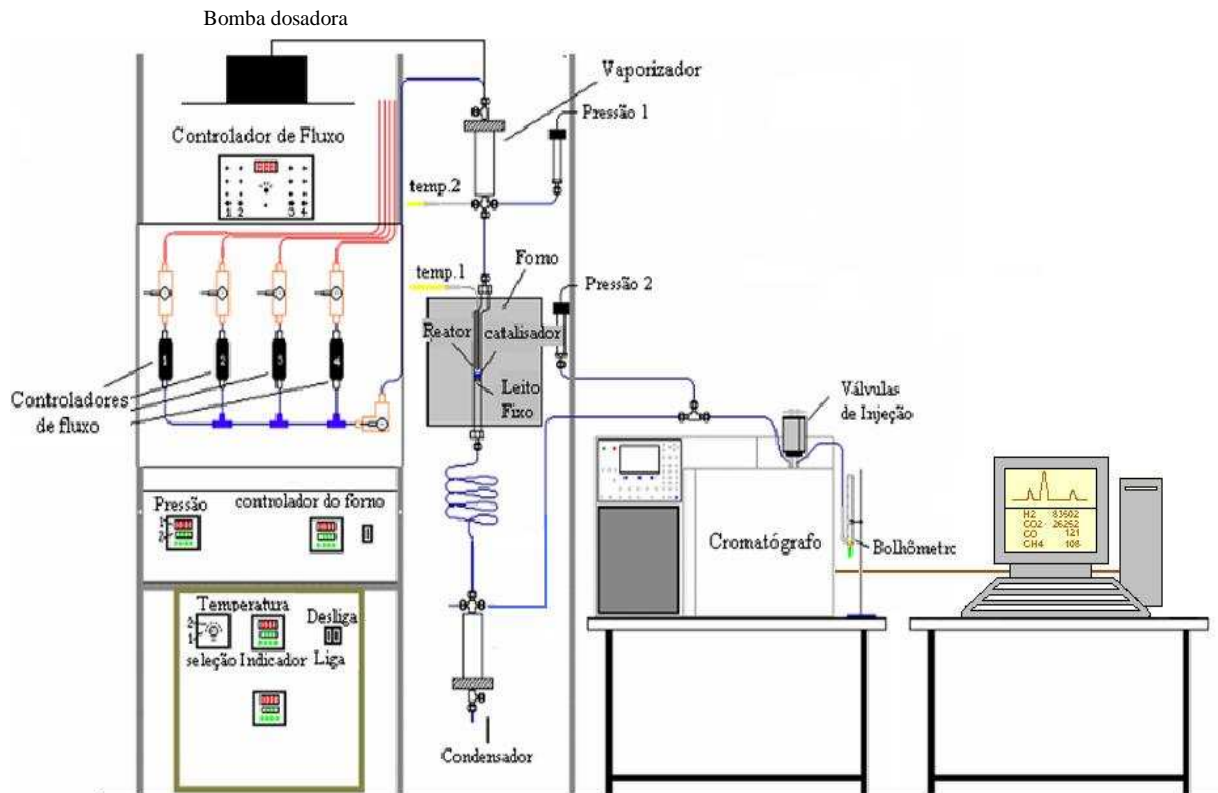 Bomba dosadora
Vaporizador
Pressão 1
Controlador de Fluxo
temp.2
1 2 3 4
temp.1
Forno
Pressão 2
Reator
catalisador
1
2
3
4
Leito
Fixo
Controladores
de fluxo
Válvulas
de Injeção
Pressão
1
2
controlador do forno
Cromatógrafo
Bolhômetro
H2 83602
CO2 26262
CO 121
CH4 108
Temperatura
2
1
Desliga
seleção Indicador
Liga
Condensador